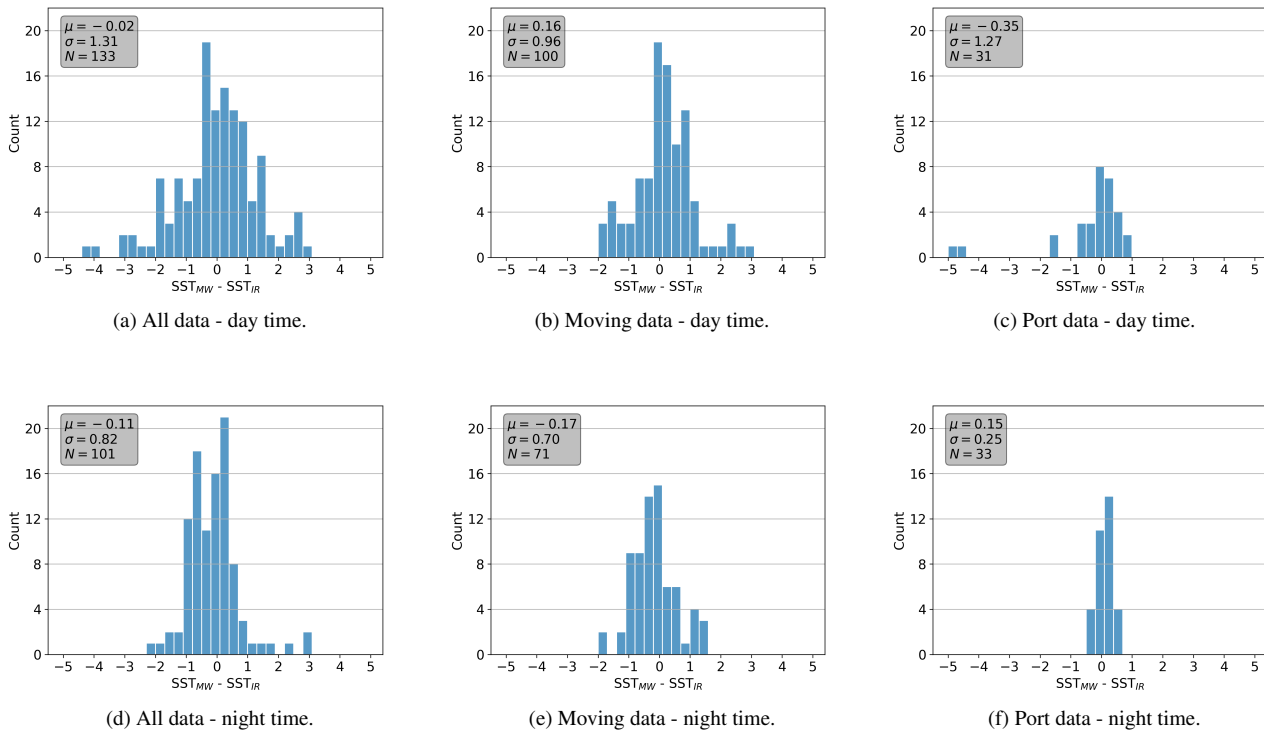 μ = −0.02
σ = 1.31
N = 133
20
16
12
8
4
0
Count
−5 −4 −3 −2 −1 0 1 2 3 4 5
SST_MW - SST_IR
(a) All data - day time.
μ = 0.16
σ = 0.96
N = 100
20
16
12
8
4
0
Count
−5 −4 −3 −2 −1 0 1 2 3 4 5
SST_MW - SST_IR
(b) Moving data - day time.
μ = −0.35
σ = 1.27
N = 31
20
16
12
8
4
0
Count
−5 −4 −3 −2 −1 0 1 2 3 4 5
SST_MW - SST_IR
(c) Port data - day time.
μ = −0.11
σ = 0.82
N = 101
20
16
12
8
4
0
Count
−5 −4 −3 −2 −1 0 1 2 3 4 5
SST_MW - SST_IR
(d) All data - night time.
μ = −0.17
σ = 0.70
N = 71
20
16
12
8
4
0
Count
−5 −4 −3 −2 −1 0 1 2 3 4 5
SST_MW - SST_IR
(e) Moving data - night time.
μ = 0.15
σ = 0.25
N = 33
20
16
12
8
4
0
Count
−5 −4 −3 −2 −1 0 1 2 3 4 5
SST_MW - SST_IR
(f) Port data - night time.